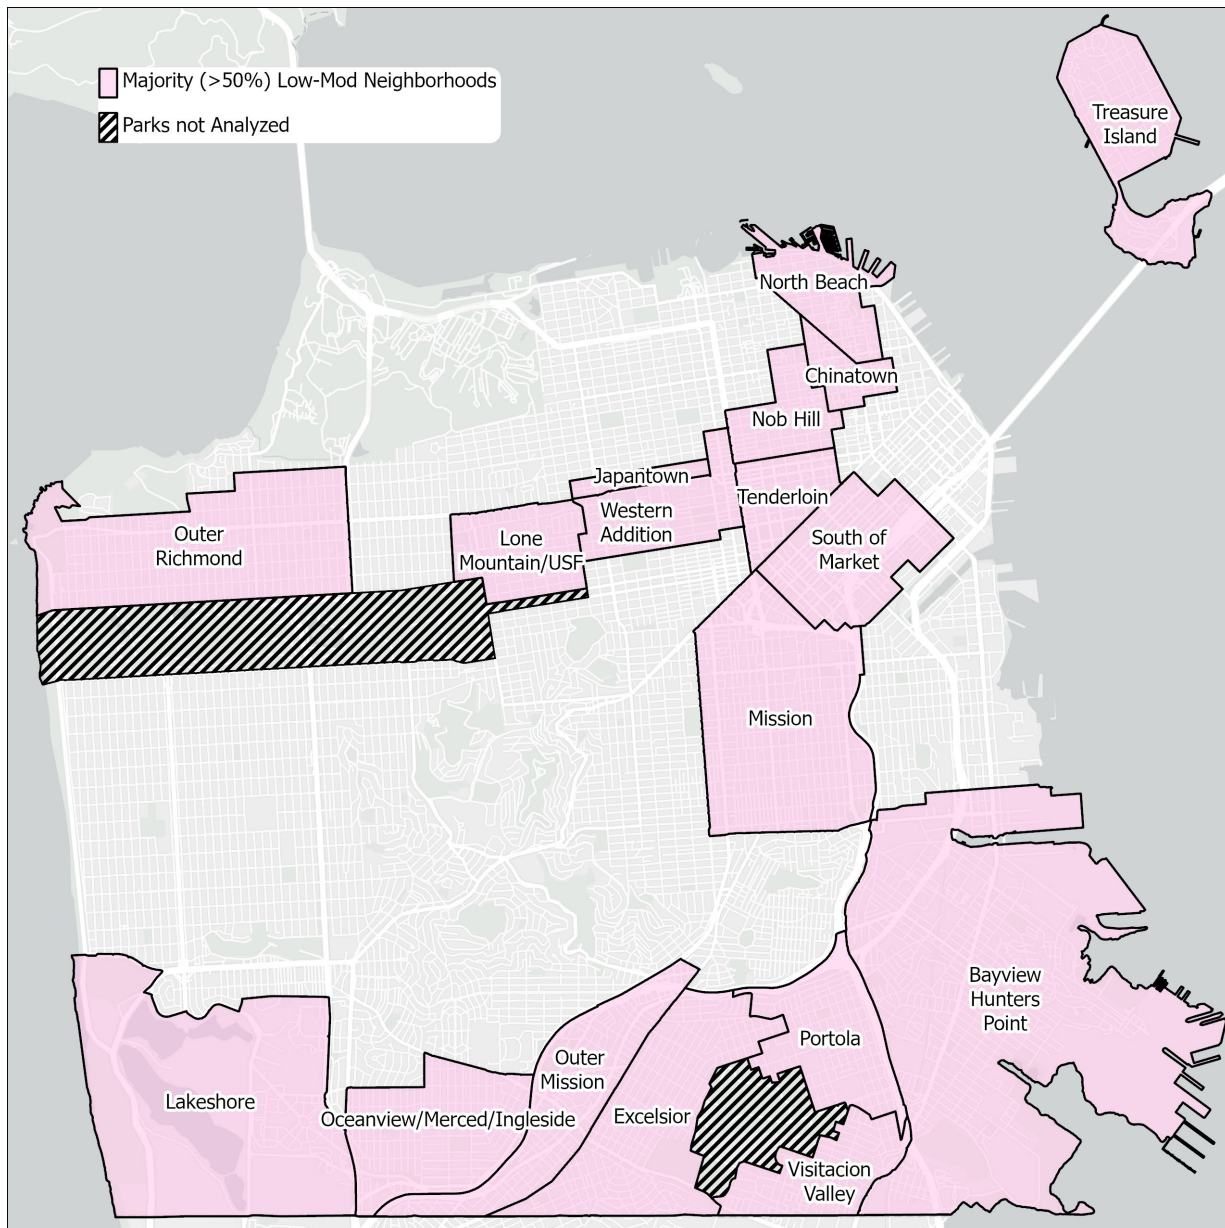 Majority (>50%) Low-Mod Neighborhoods
Parks not Analyzed
Treasure
Island
North Beach
Chinatown
Nob Hill
Japantown
Tenderloin
Western
Addition
South of
Market
Lone
Mountain/USF
Outer
Richmond
Mission
Bayview
Hunters
Point
Portola
Outer
Mission
Lakeshore
Oceanview/Merced/Ingleside
Excelsior
Visitacion
Valley